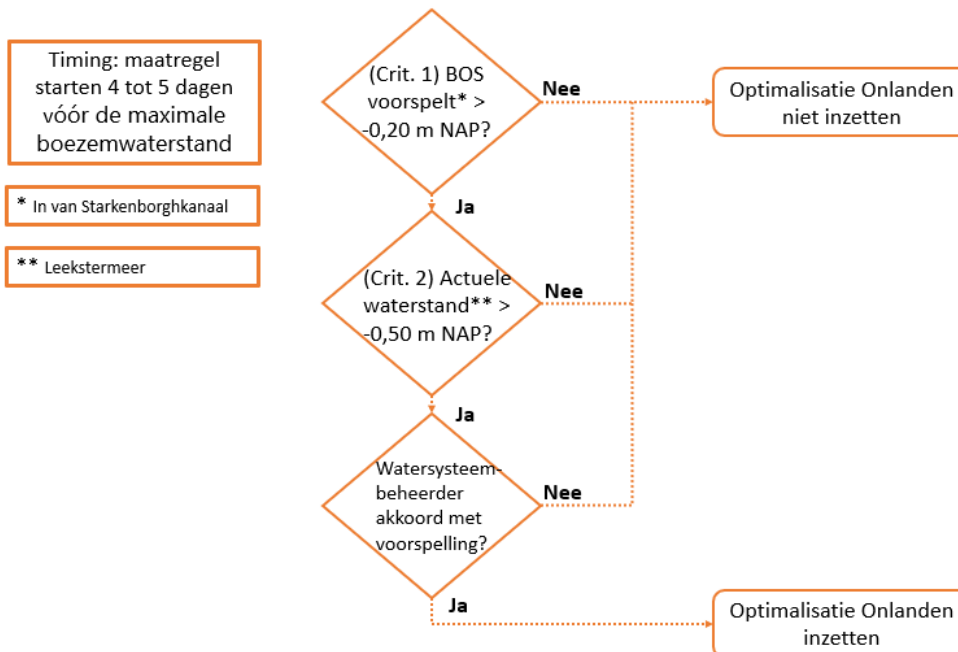 Timing: maatregel
starten 4 tot 5 dagen
vóór de maximale
boezemwaterstand
* In van Starkenborghkanaal
** Leekstermeer
(Crit. 1) BOS
voorspelt* >
-0,20 m NAP?
Nee
Optimalisatie Onlanden
niet inzetten
Ja
(Crit. 2) Actuele
waterstand** >
-0,50 m NAP?
Nee
Ja
Watersysteem-
beheerder
akkoord met
voorspelling?
Nee
Ja
Optimalisatie Onlanden
inzetten